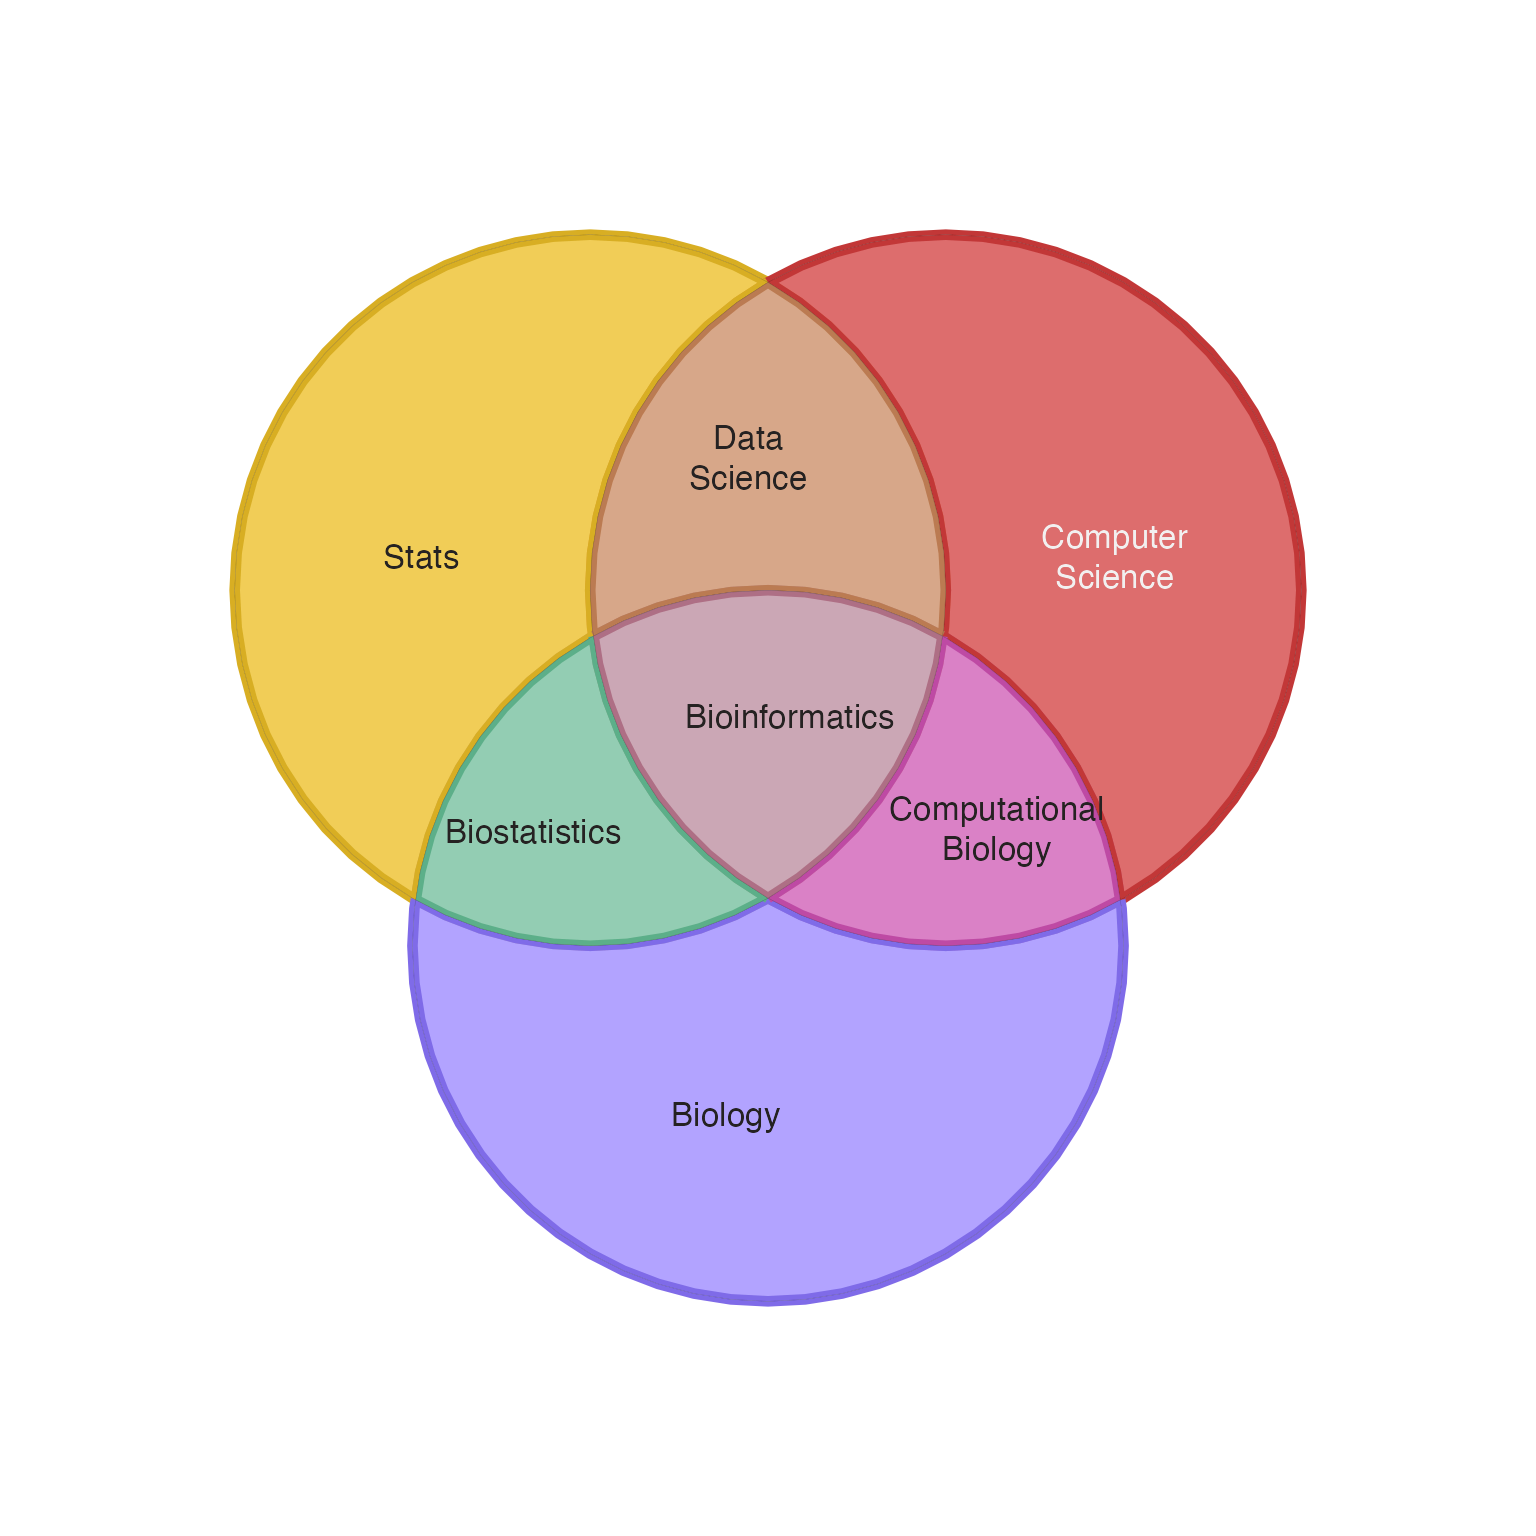 Data
Science
Stats
Computer
Science
Bioinformatics
Biostatistics
Computational
Biology
Biology